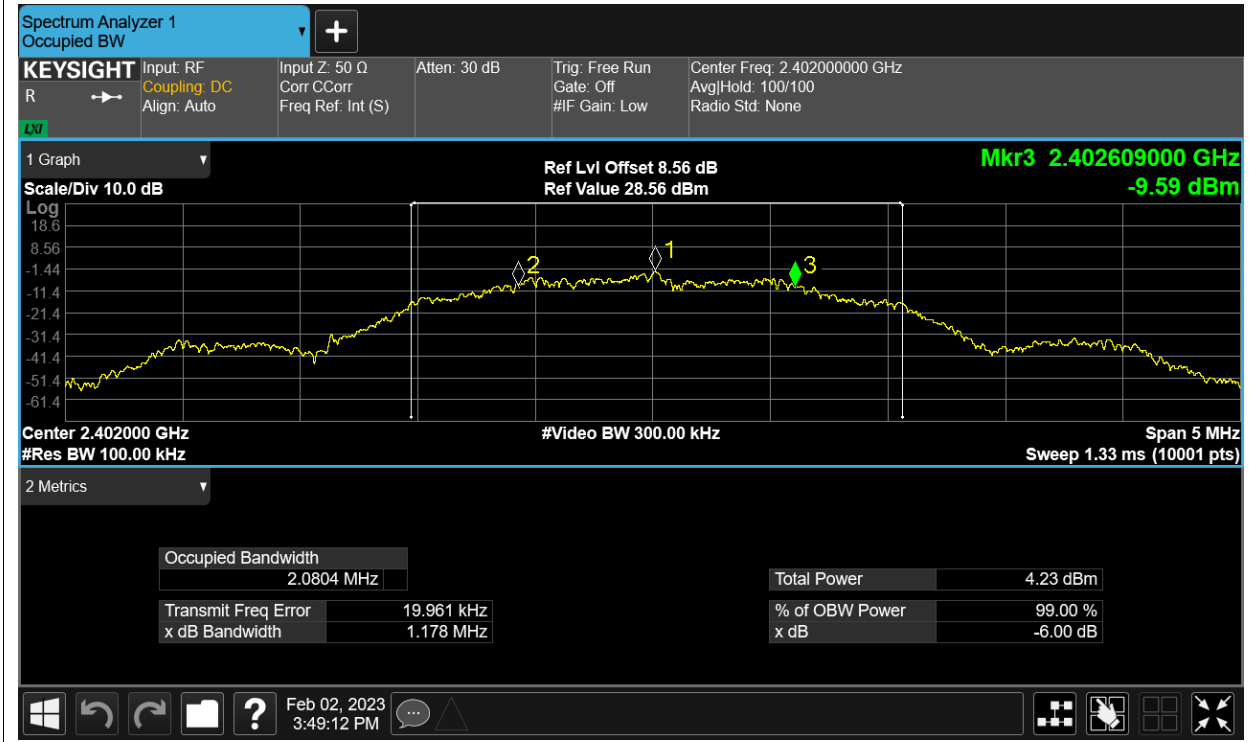 Spectrum Analyzer 1
Occupied BW
KEYSIGHT
R
LXI
Input: RF
Coupling: DC
Align: Auto
Input Z: 50 Ω
Corr CCorr
Freq Ref: Int (S)
Atten: 30 dB
Trig: Free Run
Gate: Off
#IF Gain: Low
Center Freq: 2.402000000 GHz
Avg|Hold: 100/100
Radio Std: None
1 Graph
Scale/Div 10.0 dB
Ref Lvl Offset 8.56 dB
Ref Value 28.56 dBm
Mkr3 2.402609000 GHz
-9.59 dBm
Log
18.6
8.56
-1.44
-11.4
-21.4
-31.4
-41.4
-51.4
-61.4
2
1
3
Center 2.402000 GHz
#Res BW 100.00 kHz
#Video BW 300.00 kHz
Span 5 MHz
Sweep 1.33 ms (10001 pts)
2 Metrics
Occupied Bandwidth
2.0804 MHz
Transmit Freq Error 19.961 kHz
x dB Bandwidth 1.178 MHz
Total Power 4.23 dBm
% of OBW Power 99.00 %
x dB -6.00 dB
?
Feb 02, 2023
3:49:12 PM